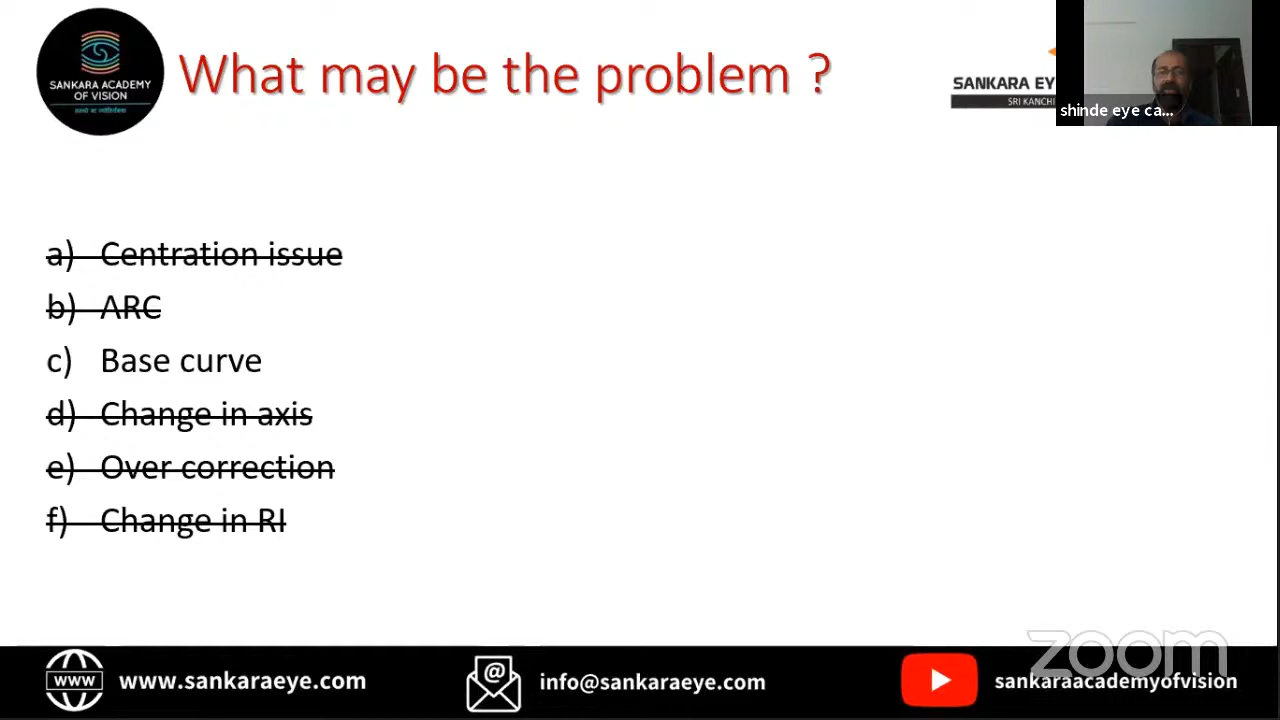 SANKARA ACADEMY
OF VISION
What may be the problem ?
SANKARA EY
SRI KANCHI
shinde eye ca...
a) Centration issue
b) ARC
c) Base curve
d) Change in axis
e) Over correction
f) Change in RI
zoom
www
www.sankaraeye.com
@
info@sankaraeye.com
sankaraacademyofvision